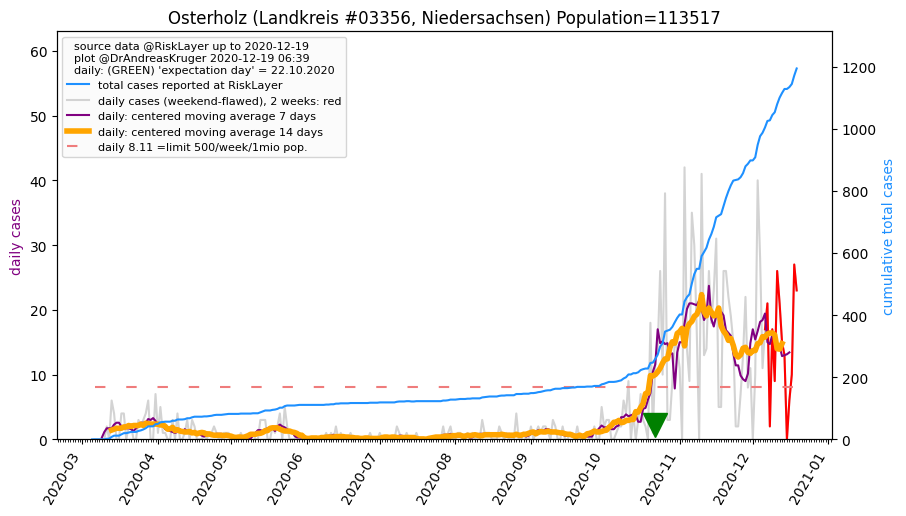 Osterholz (Landkreis #03356, Niedersachsen) Population=113517
source data @RiskLayer up to 2020-12-19
plot @DrAndreasKruger 2020-12-19 06:39
daily: (GREEN) 'expectation day' = 22.10.2020
total cases reported at RiskLayer
daily cases (weekend-flawed), 2 weeks: red
daily: centered moving average 7 days
daily: centered moving average 14 days
daily 8.11 =limit 500/week/1mio pop.
daily cases
60
50
40
30
20
10
0
cumulative total cases
1200
1000
800
600
400
200
0
2020-03
2020-04
2020-05
2020-06
2020-07
2020-08
2020-09
2020-10
2020-11
2020-12
2021-01